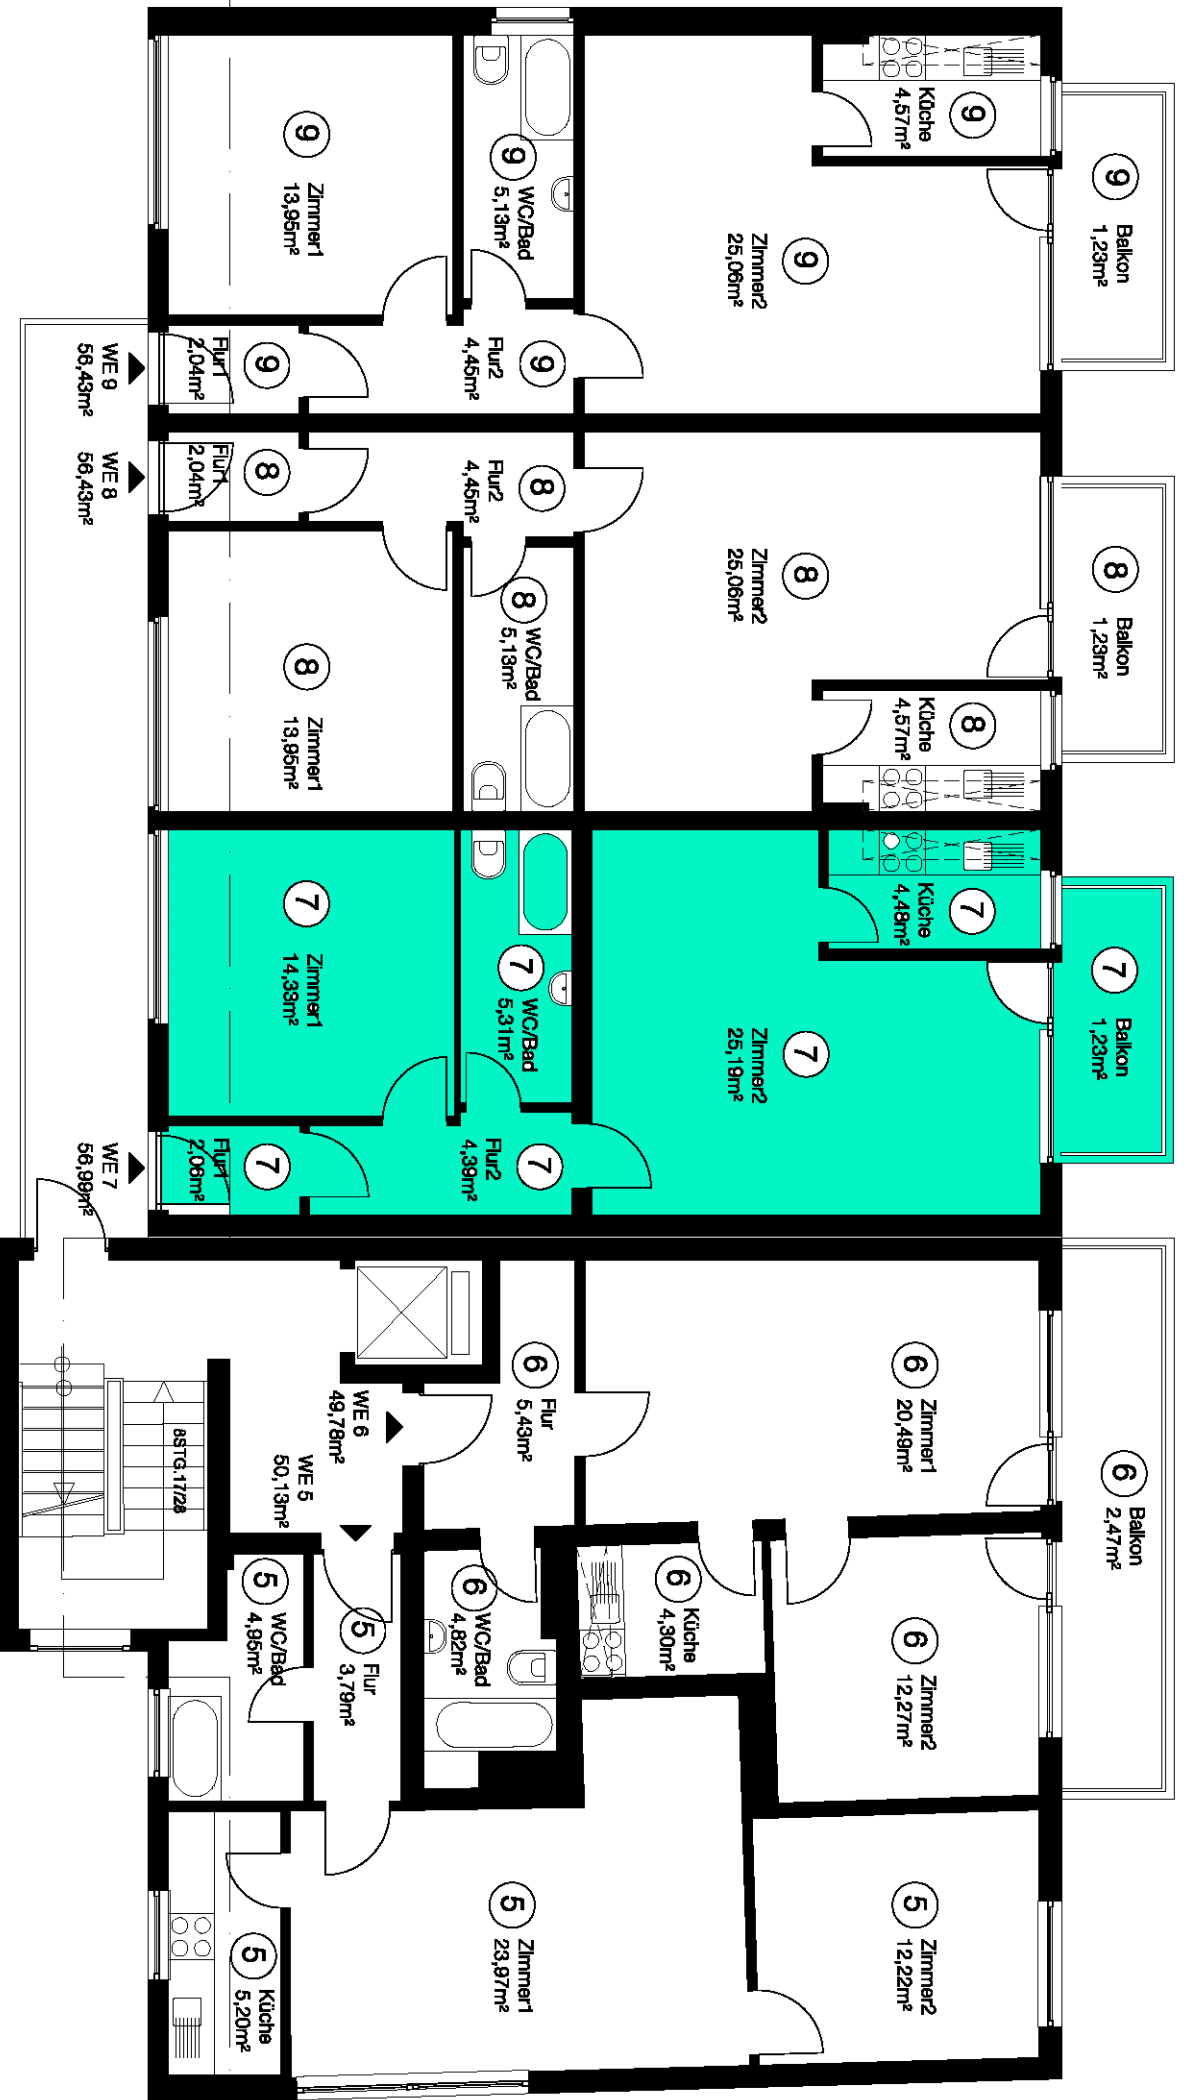 9
Zimmer1
13,95m²
9
WC/Bad
5,13m²
9
Zimmer2
25,06m²
9
Küche
4,57m²
9
Balkon
1,23m²
9
Flur1
2,04m²
9
Flur2
4,45m²
WE 9
56,43m²
WE 8
56,43m²
8
Flur1
2,04m²
8
Flur2
4,45m²
8
Zimmer1
13,95m²
8
WC/Bad
5,13m²
8
Zimmer2
25,06m²
8
Küche
4,57m²
8
Balkon
1,23m²
7
Zimmer1
14,33m²
7
WC/Bad
5,31m²
7
Zimmer2
25,19m²
7
Küche
4,48m²
7
Balkon
1,23m²
7
Flur1
2,06m²
7
Flur2
4,39m²
WE 7
56,99m²
6
Flur
5,43m²
6
Zimmer1
20,49m²
6
Balkon
2,47m²
WE 6
49,78m²
WE 5
50,13m²
8STG.17/28
6
WC/Bad
4,82m²
6
Küche
4,30m²
6
Zimmer2
12,27m²
5
WC/Bad
4,95m²
5
Flur
3,79m²
5
Küche
5,20m²
5
Zimmer1
23,97m²
5
Zimmer2
12,22m²